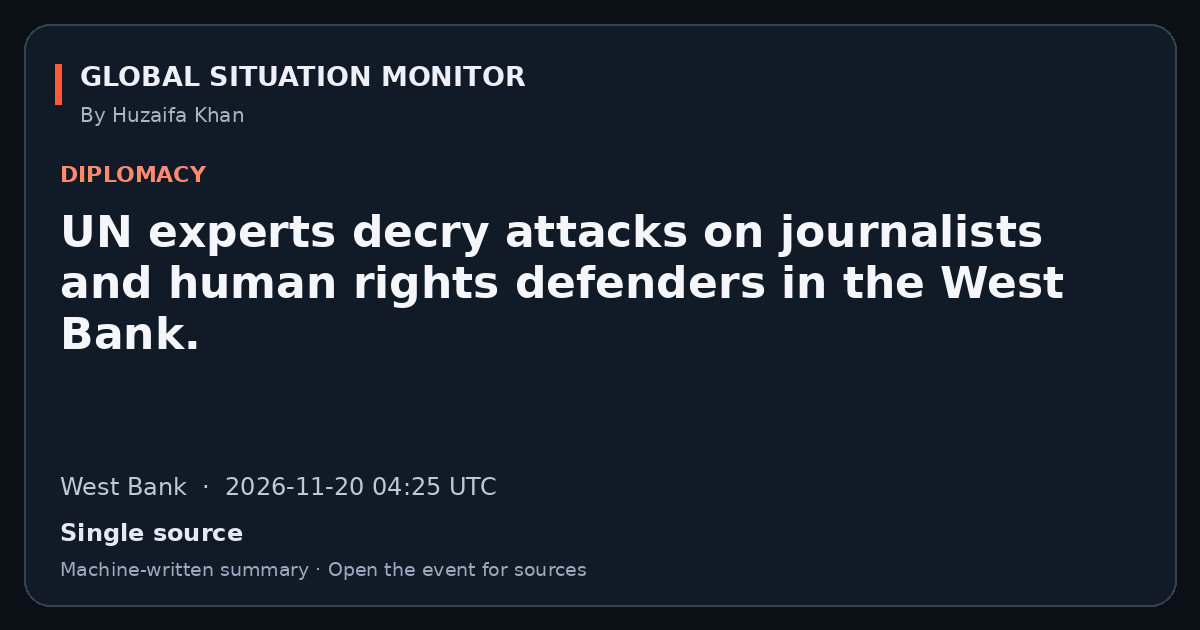 GLOBAL SITUATION MONITOR
By Huzaifa Khan
DIPLOMACY
UN experts decry attacks on journalists
and human rights defenders in the West
Bank.
West Bank · 2026-11-20 04:25 UTC
Single source
Machine-written summary · Open the event for sources